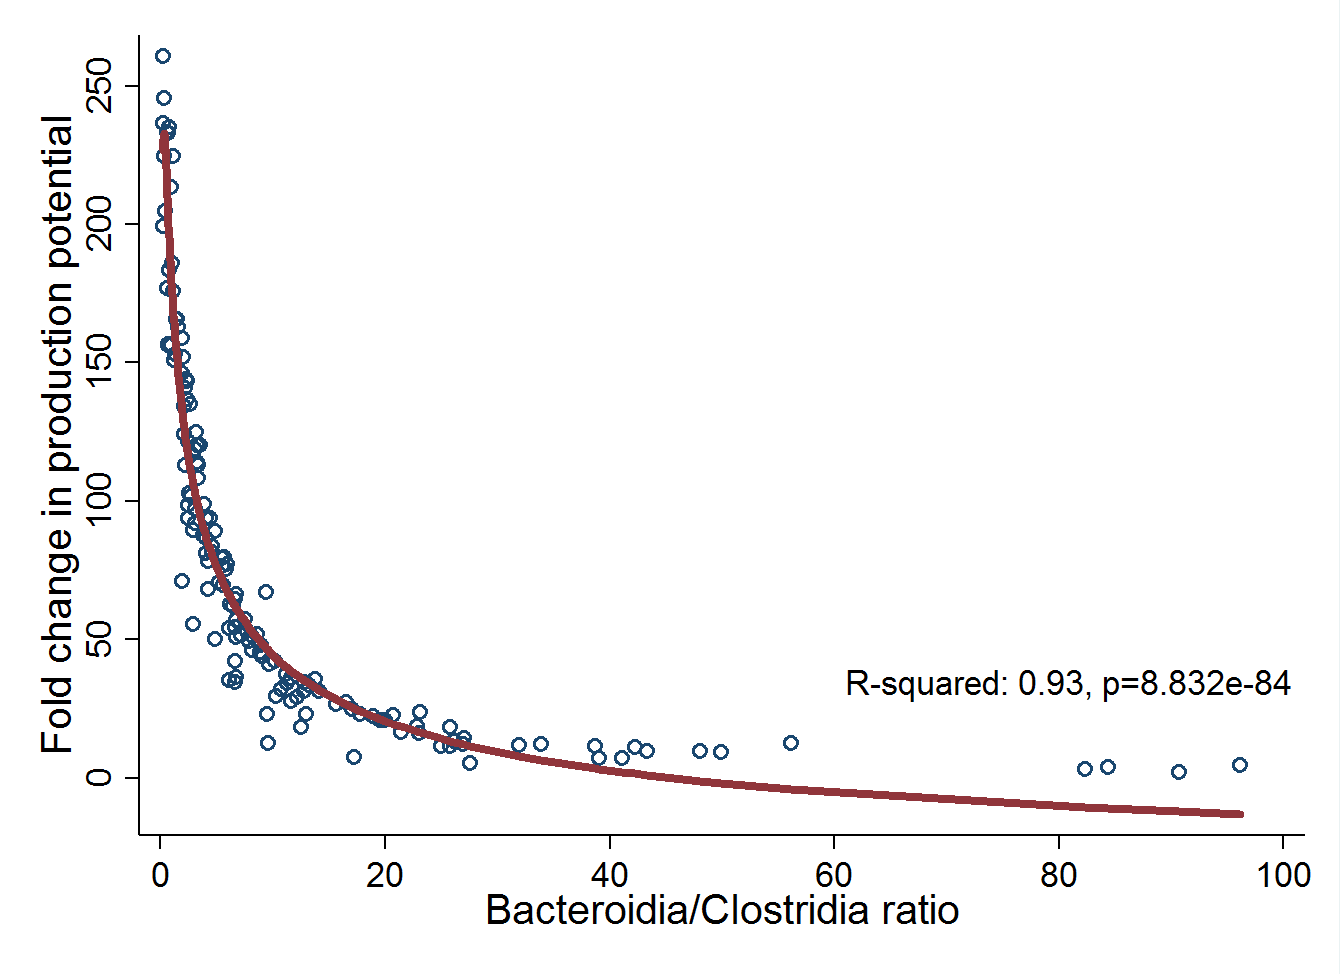 Fold change in production potential
250
200
150
100
50
0
R-squared: 0.93, p=8.832e-84
0 20 40 60 80 100
Bacteroidia/Clostridia ratio